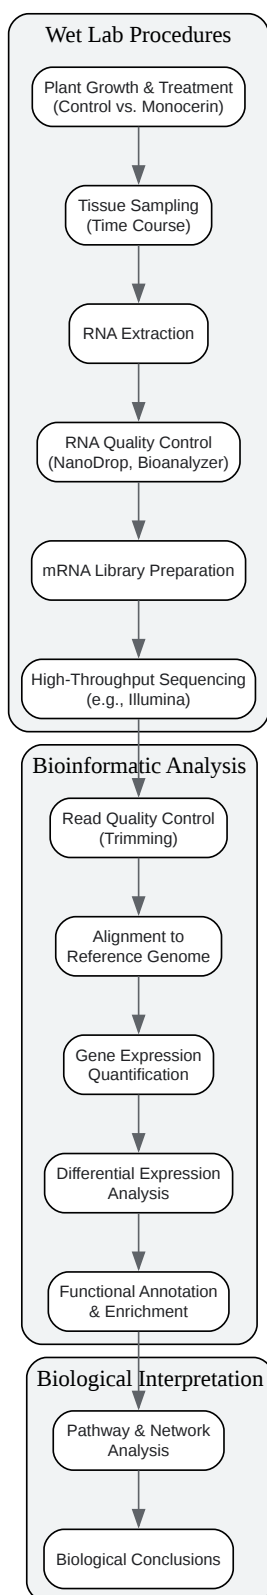 Wet Lab Procedures
Plant Growth & Treatment
(Control vs. Monocerin)
Tissue Sampling
(Time Course)
RNA Extraction
RNA Quality Control
(NanoDrop, Bioanalyzer)
mRNA Library Preparation
High-Throughput Sequencing
(e.g., Illumina)
Bioinformatic Analysis
Read Quality Control
(Trimming)
Alignment to
Reference Genome
Gene Expression
Quantification
Differential Expression
Analysis
Functional Annotation
& Enrichment
Biological Interpretation
Pathway & Network
Analysis
Biological Conclusions